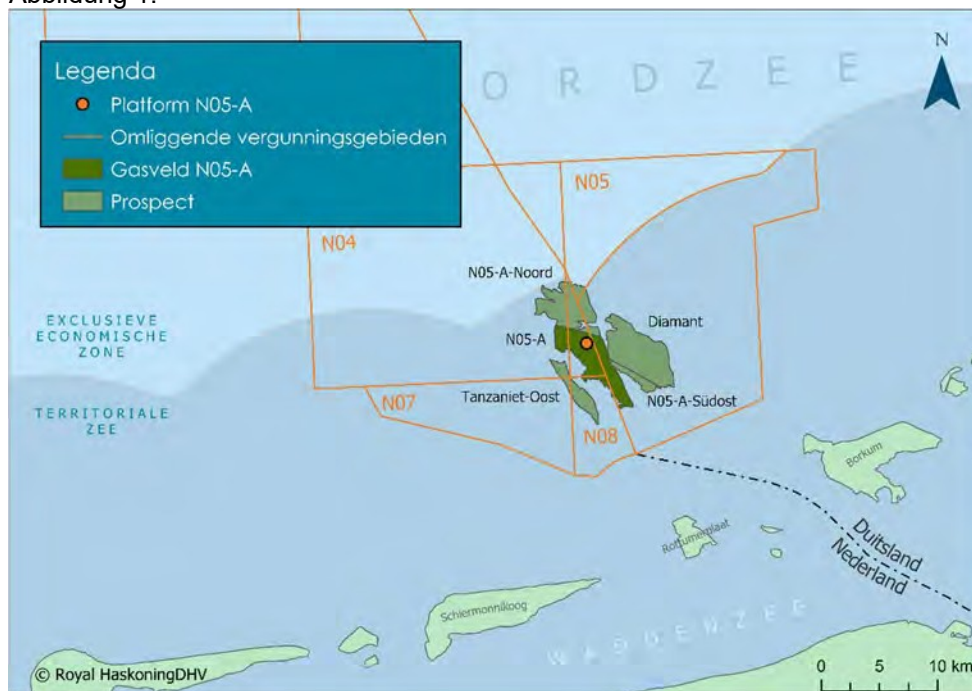 Abbildung 1.
Legenda
Platform N05-A
Omliggende vergunningsgebieden
Gasveld N05-A
Prospect
ORDZEE
N
N05
N04
N05-A-Noord
Diamant
EXCLUSIEVE
ECONOMISCHE
ZONE
N05-A
TERRITORIALE
ZEE
N07
Tanzaniet-Oost
N05-A-Südost
N08
Borkum
Rottumerplaat
Duitsland
Nederland
Schiermonnikoog
WADDENZEE
© Royal HaskoningDHV
0 5 10 km